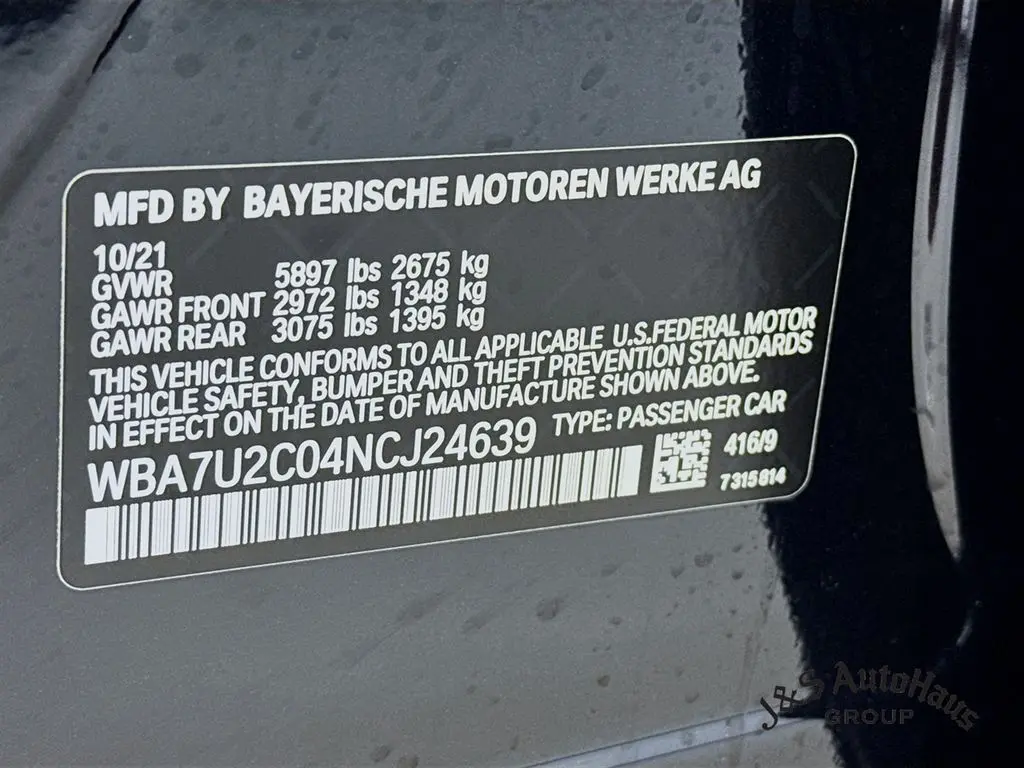 MFD BY BAYERISCHE MOTOREN WERKE AG
10/21
GVWR 5897 lbs 2675 kg
GAWR FRONT 2972 lbs 1348 kg
GAWR REAR 3075 lbs 1395 kg
THIS VEHICLE CONFORMS TO ALL APPLICABLE U.S.FEDERAL MOTOR
VEHICLE SAFETY, BUMPER AND THEFT PREVENTION STANDARDS
IN EFFECT ON THE DATE OF MANUFACTURE SHOWN ABOVE.
WBA7U2C04NCJ24639 TYPE: PASSENGER CAR
416/9
7315814
J&S AutoHaus
GROUP